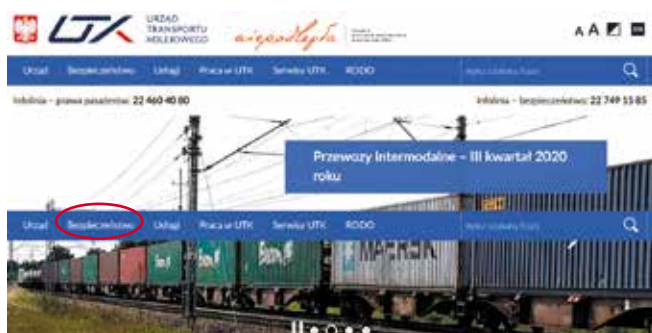 UTK
URZĄD
TRANSPORTU
KOLEJOWEGO
niepodległa
A A EN
Urząd Bezpieczeństwo Usługi Praca w UTK Serwisy UTK RODO
Infolinia – prawa pasażerów: 22 460 40 80
Infolinia – bezpieczeństwo: 22 749 15 85
Przewozy Intermodalne – III kwartał 2020
roku
Urząd Bezpieczeństwo Usługi Praca w UTK Serwisy UTK RODO
MAERSK